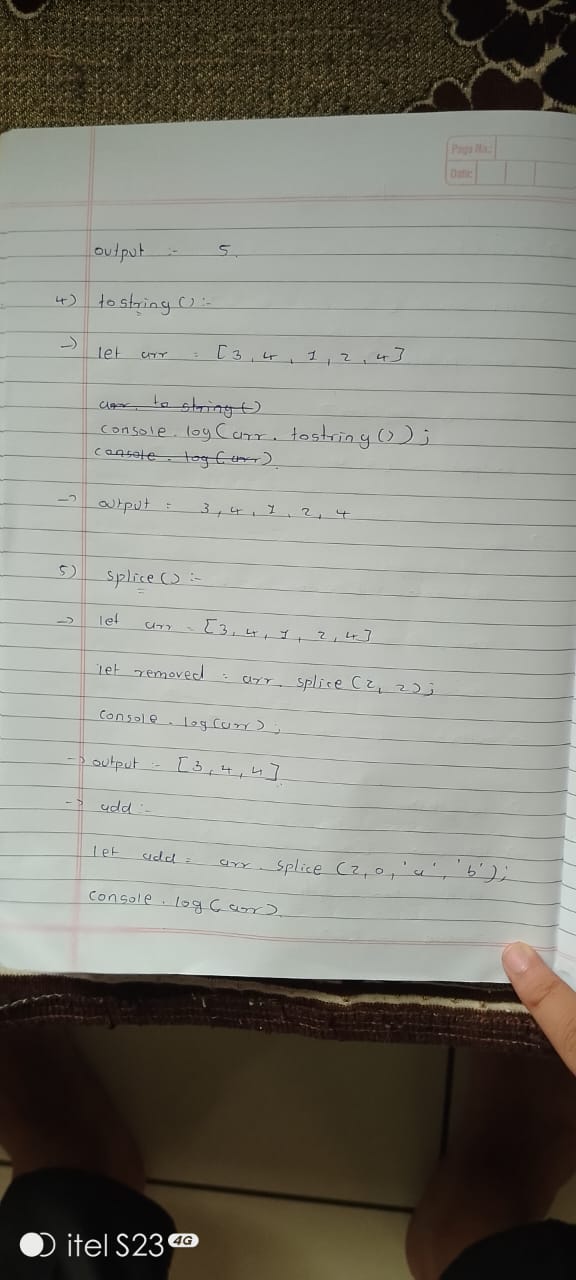 Page No.:
Date:
output :- 5.
4) tostring () :-
-> let arr = [3, 4, 1, 2, 4]
arr. to string ()
console. log (arr. tostring ());
console. log (arr)
-> output = 3, 4, 1, 2, 4
5) splice () :-
-> let arr = [3, 4, 1, 2, 4]
let removed = arr. splice (2, 2);
console. log (arr);
-> output :- [3, 4, 4]
-> add :-
let add = arr. splice (2, 0, 'a', 'b');
console. log (arr)
itel S23 4G